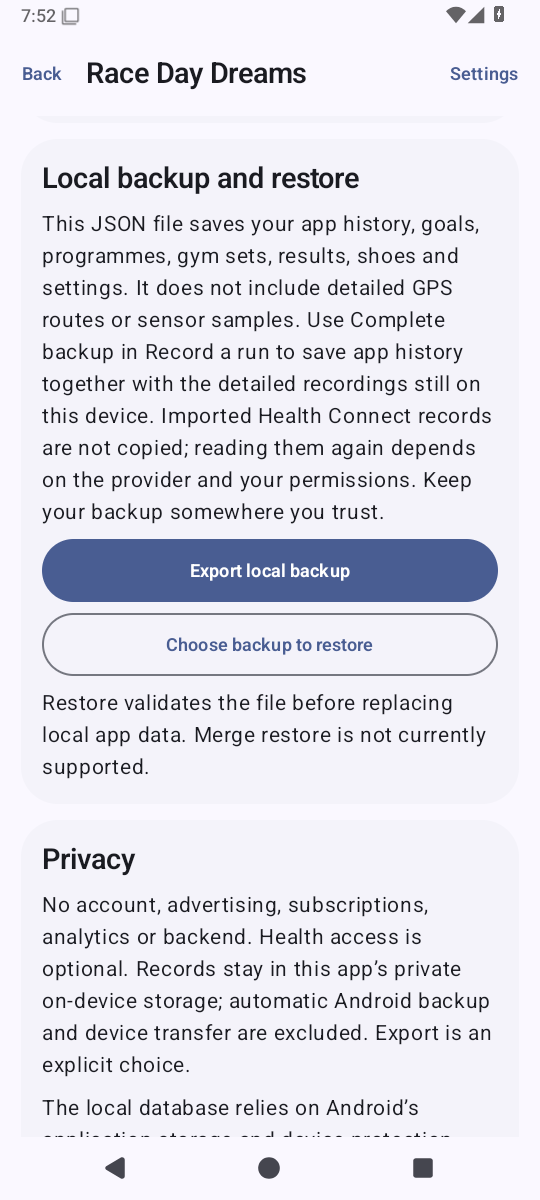 7:52
Back
Race Day Dreams
Settings
Local backup and restore
This JSON file saves your app history, goals,
programmes, gym sets, results, shoes and
settings. It does not include detailed GPS
routes or sensor samples. Use Complete
backup in Record a run to save app history
together with the detailed recordings still on
this device. Imported Health Connect records
are not copied; reading them again depends
on the provider and your permissions. Keep
your backup somewhere you trust.
Export local backup
Choose backup to restore
Restore validates the file before replacing
local app data. Merge restore is not currently
supported.
Privacy
No account, advertising, subscriptions,
analytics or backend. Health access is
optional. Records stay in this app’s private
on-device storage; automatic Android backup
and device transfer are excluded. Export is an
explicit choice.
The local database relies on Android’s
application storage and device protection